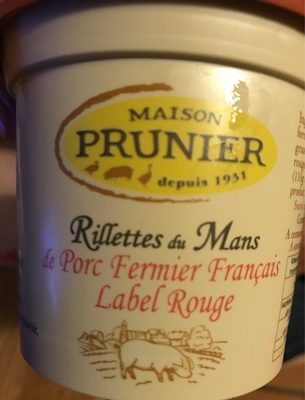 MAISON
PRUNIER
depuis 1931
Rillettes du Mans
de Porc Fermier Français
Label Rouge